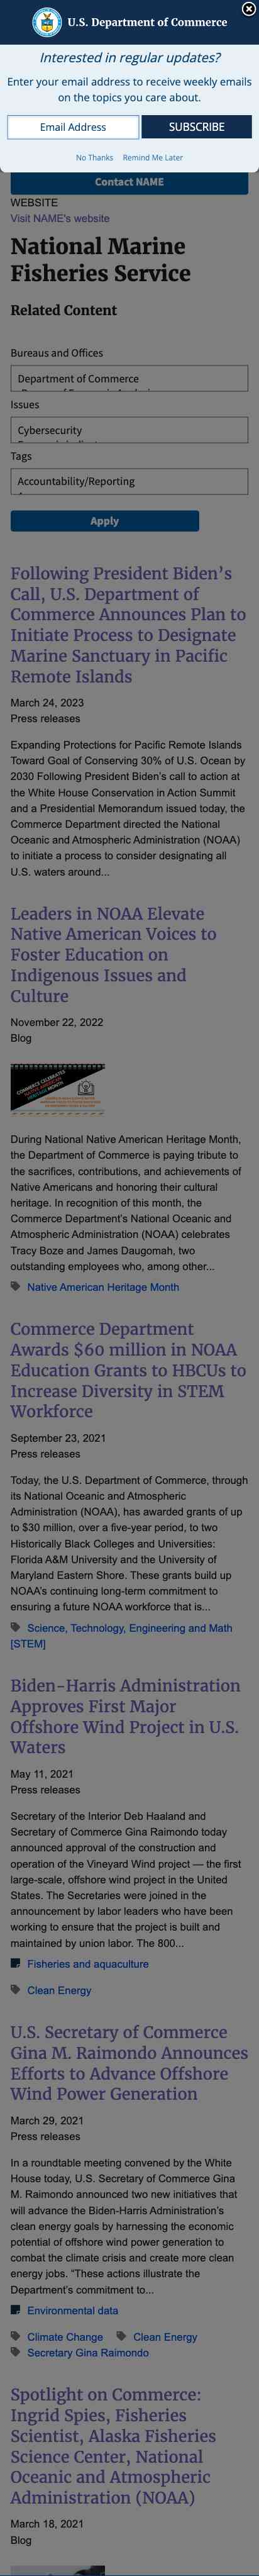 U.S. Department of Commerce
Interested in regular updates?
Enter your email address to receive weekly emails
on the topics you care about.
Email Address
SUBSCRIBE
No Thanks Remind Me Later
Contact NAME
WEBSITE
Visit NAME's website
National Marine
Fisheries Service
Related Content
Bureaus and Offices
Department of Commerce
Issues
Cybersecurity
Tags
Accountability/Reporting
Apply
Following President Biden's
Call, U.S. Department of
Commerce Announces Plan to
Initiate Process to Designate
Marine Sanctuary in Pacific
Remote Islands
March 24, 2023
Press releases
Expanding Protections for Pacific Remote Islands
Toward Goal of Conserving 30% of U.S. Ocean by
2030 Following President Biden's call to action at
the White House Conservation in Action Summit
and a Presidential Memorandum issued today, the
Commerce Department directed the National
Oceanic and Atmospheric Administration (NOAA)
to initiate a process to consider designating all
U.S. waters around...
Leaders in NOAA Elevate
Native American Voices to
Foster Education on
Indigenous Issues and
Culture
November 22, 2022
Blog
COMMERCE CELEBRATES
HERITAGE MONTH
During National Native American Heritage Month,
the Department of Commerce is paying tribute to
the sacrifices, contributions, and achievements of
Native Americans and honoring their cultural
heritage. In recognition of this month, the
Commerce Department's National Oceanic and
Atmospheric Administration (NOAA) celebrates
Tracy Boze and James Daugomah, two
outstanding employees who, among other...
Native American Heritage Month
Commerce Department
Awards $60 million in NOAA
Education Grants to HBCUs to
Increase Diversity in STEM
Workforce
September 23, 2021
Press releases
Today, the U.S. Department of Commerce, through
its National Oceanic and Atmospheric
Administration (NOAA), has awarded grants of up
to $30 million, over a five-year period, to two
Historically Black Colleges and Universities:
Florida A&M University and the University of
Maryland Eastern Shore. These grants build up
NOAA's continuing long-term commitment to
ensuring a future NOAA workforce that is...
Science, Technology, Engineering and Math
[STEM]
Biden-Harris Administration
Approves First Major
Offshore Wind Project in U.S.
Waters
May 11, 2021
Press releases
Secretary of the Interior Deb Haaland and
Secretary of Commerce Gina Raimondo today
announced approval of the construction and
operation of the Vineyard Wind project — the first
large-scale, offshore wind project in the United
States. The Secretaries were joined in the
announcement by labor leaders who have been
working to ensure that the project is built and
maintained by union labor. The 800...
Fisheries and aquaculture
Clean Energy
U.S. Secretary of Commerce
Gina M. Raimondo Announces
Efforts to Advance Offshore
Wind Power Generation
March 29, 2021
Press releases
In a roundtable meeting convened by the White
House today, U.S. Secretary of Commerce Gina
M. Raimondo announced two new initiatives that
will advance the Biden-Harris Administration's
clean energy goals by harnessing the economic
potential of offshore wind power generation to
combat the climate crisis and create more clean
energy jobs. “These actions illustrate the
Department's commitment to...
Environmental data
Climate Change Clean Energy
Secretary Gina Raimondo
Spotlight on Commerce:
Ingrid Spies, Fisheries
Scientist, Alaska Fisheries
Science Center, National
Oceanic and Atmospheric
Administration (NOAA)
March 18, 2021
Blog